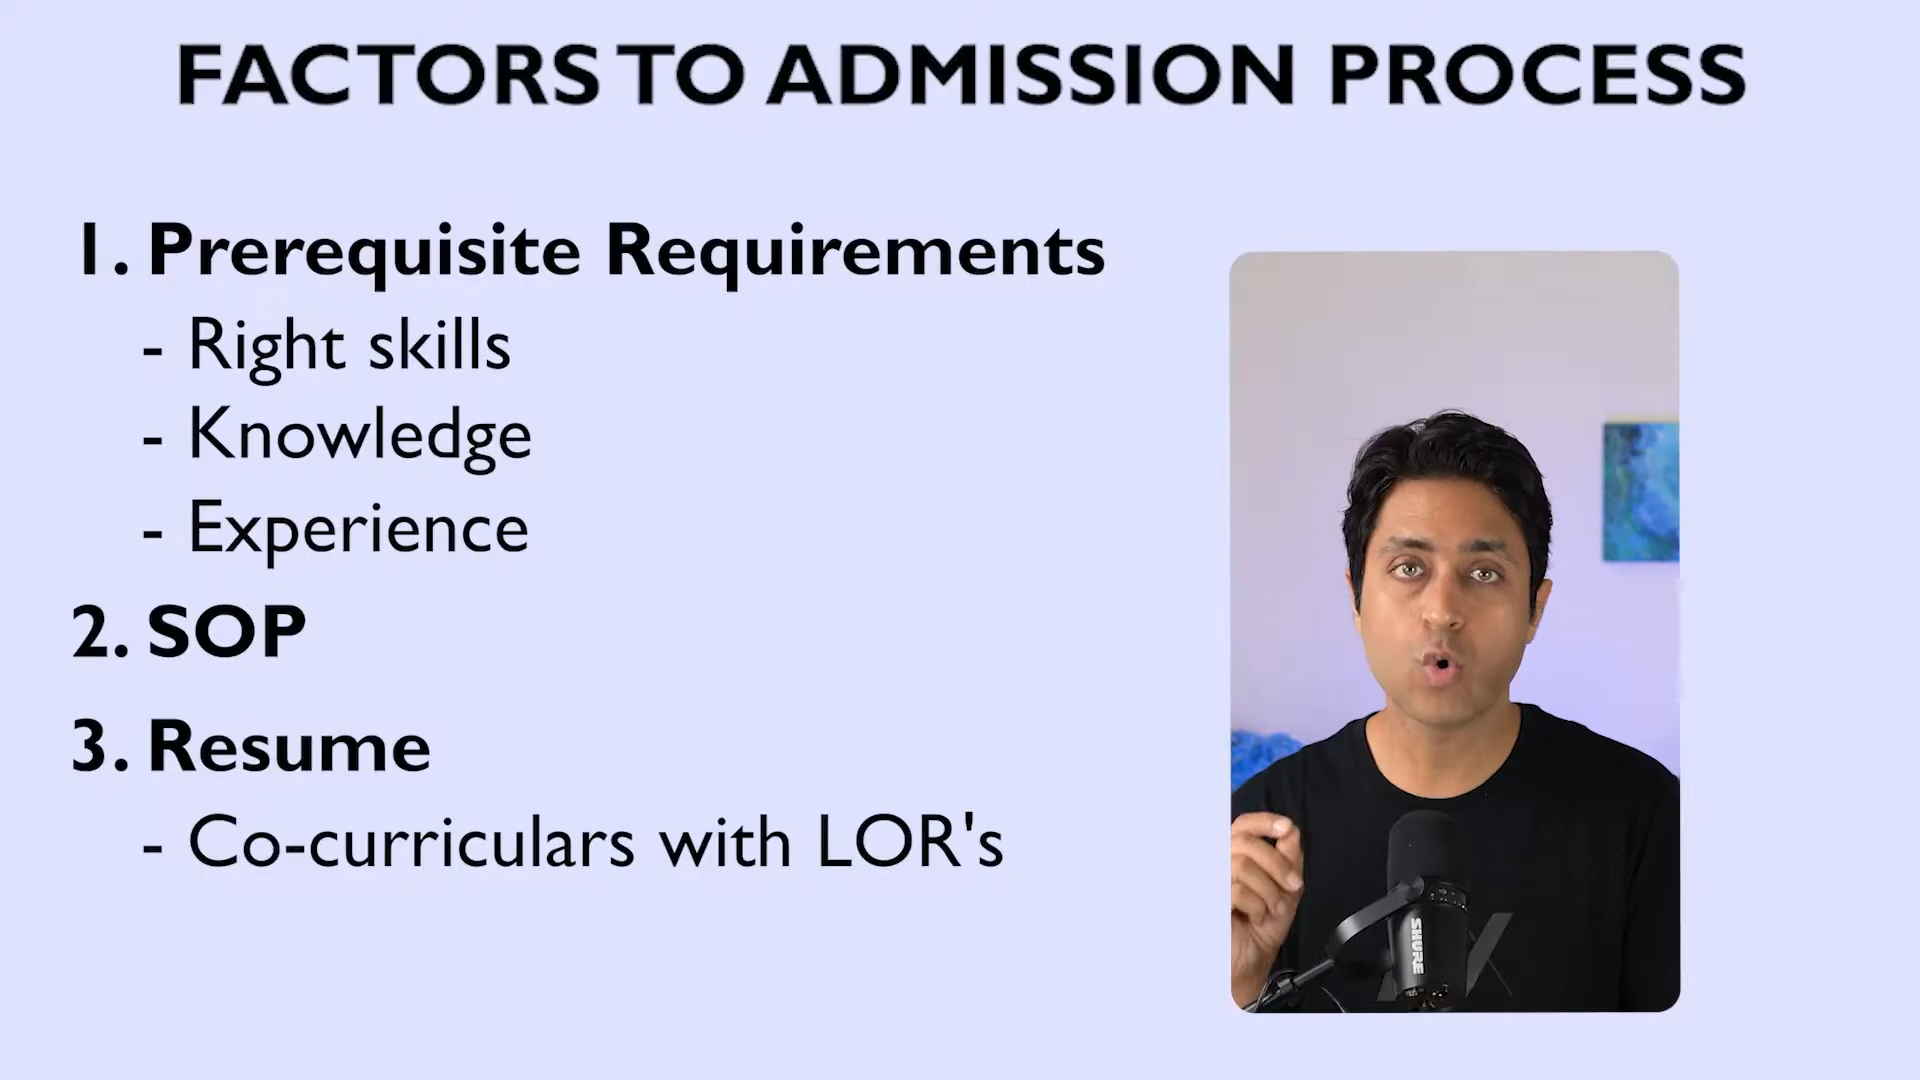 FACTORS TO ADMISSION PROCESS
1. Prerequisite Requirements
- Right skills
- Knowledge
- Experience
2. SOP
3. Resume
- Co-curriculars with LOR's
SHURE